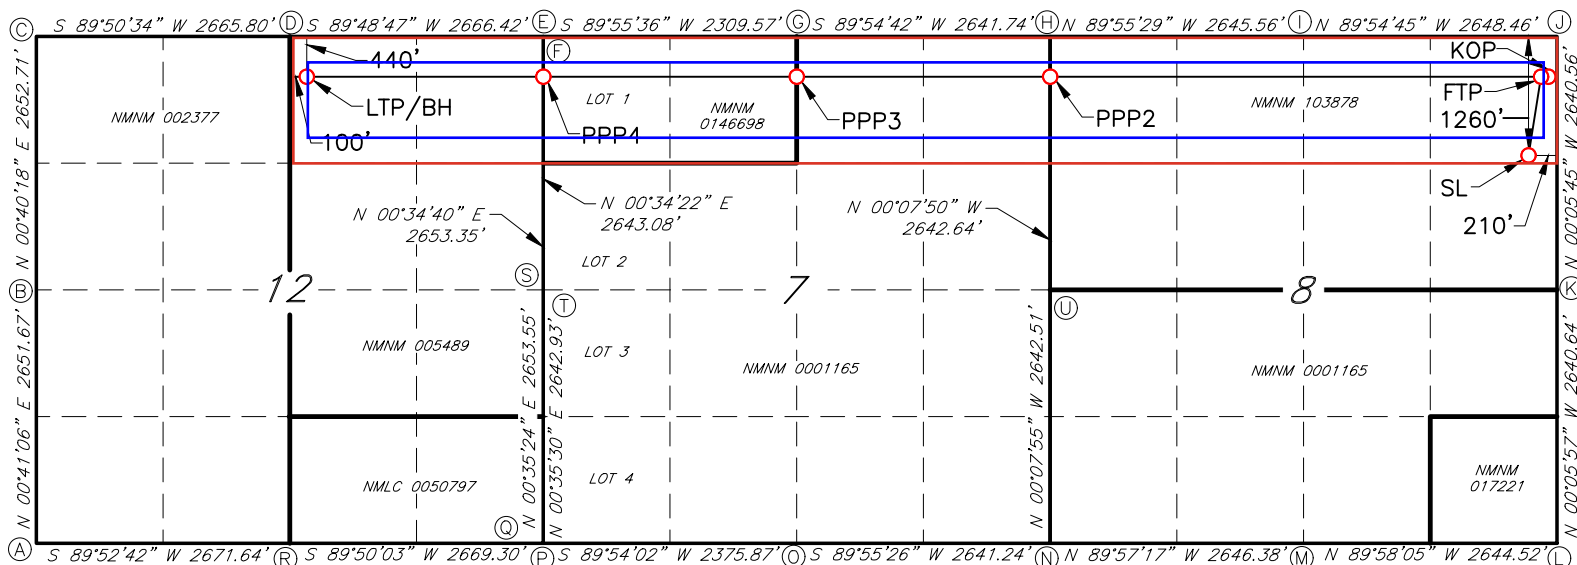 C S 89°50'34" W 2665.80' D S 89°48'47" W 2666.42' E S 89°55'36" W 2309.57' G S 89°54'42" W 2641.74' H N 89°55'29" W 2645.56' I N 89°54'45" W 2648.46' J
F
KOP
440'
LTP/BH
LOT 1
NMNM
0146698
NMNM 103878
FTP
1260'
NMNM 002377
PPP4
PPP3
PPP2
100'
SL
210'
N 00°40'18" E 2652.71'
N 00°05'45" W 2640.56'
N 00°34'40" E
2653.35'
N 00°34'22" E
2643.08'
N 00°07'50" W
2642.64'
LOT 2
S
B
12
T
7
U
8
K
NMNM 005489
LOT 3
NMNM 0001165
NMNM 0001165
N 00°41'06" E 2651.67'
N 00°35'24" E 2653.55'
N 00°35'30" E 2642.93'
N 00°07'55" W 2642.51'
N 00°05'57" W 2640.64'
NMLC 0050797
LOT 4
NMNM
017221
Q
A S 89°52'42" W 2671.64' R S 89°50'03" W 2669.30' P S 89°54'02" W 2375.87' O S 89°55'26" W 2641.24' N N 89°57'17" W 2646.38' M N 89°58'05" W 2644.52' L